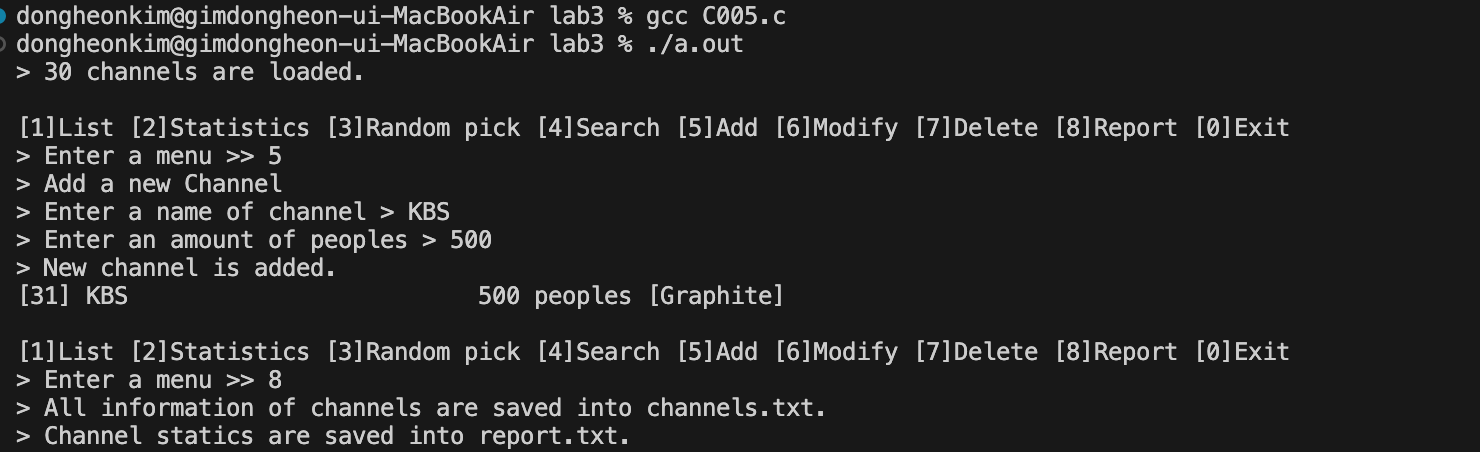 dongheonkim@gimdongheon-ui-MacBookAir lab3 % gcc C005.c
dongheonkim@gimdongheon-ui-MacBookAir lab3 % ./a.out
> 30 channels are loaded.
[1]List [2]Statistics [3]Random pick [4]Search [5]Add [6]Modify [7]Delete [8]Report [0]Exit
> Enter a menu >> 5
> Add a new Channel
> Enter a name of channel > KBS
> Enter an amount of peoples > 500
> New channel is added.
[31] KBS                         500 peoples [Graphite]
[1]List [2]Statistics [3]Random pick [4]Search [5]Add [6]Modify [7]Delete [8]Report [0]Exit
> Enter a menu >> 8
> All information of channels are saved into channels.txt.
> Channel statics are saved into report.txt.